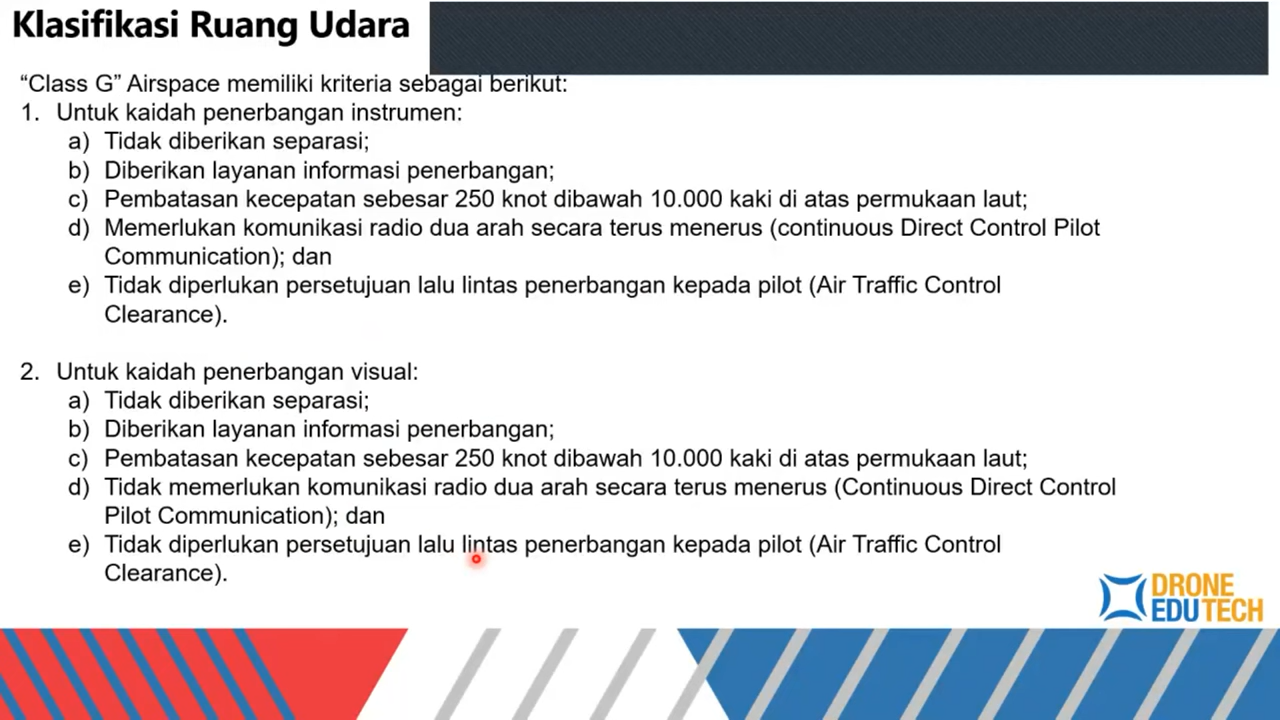 Klasifikasi Ruang Udara
“Class G” Airspace memiliki kriteria sebagai berikut:
1. Untuk kaidah penerbangan instrumen:
a) Tidak diberikan separasi;
b) Diberikan layanan informasi penerbangan;
c) Pembatasan kecepatan sebesar 250 knot dibawah 10.000 kaki di atas permukaan laut;
d) Memerlukan komunikasi radio dua arah secara terus menerus (continuous Direct Control Pilot
Communication); dan
e) Tidak diperlukan persetujuan lalu lintas penerbangan kepada pilot (Air Traffic Control
Clearance).
2. Untuk kaidah penerbangan visual:
a) Tidak diberikan separasi;
b) Diberikan layanan informasi penerbangan;
c) Pembatasan kecepatan sebesar 250 knot dibawah 10.000 kaki di atas permukaan laut;
d) Tidak memerlukan komunikasi radio dua arah secara terus menerus (Continuous Direct Control
Pilot Communication); dan
e) Tidak diperlukan persetujuan lalu lintas penerbangan kepada pilot (Air Traffic Control
Clearance).
DRONE
EDUTECH